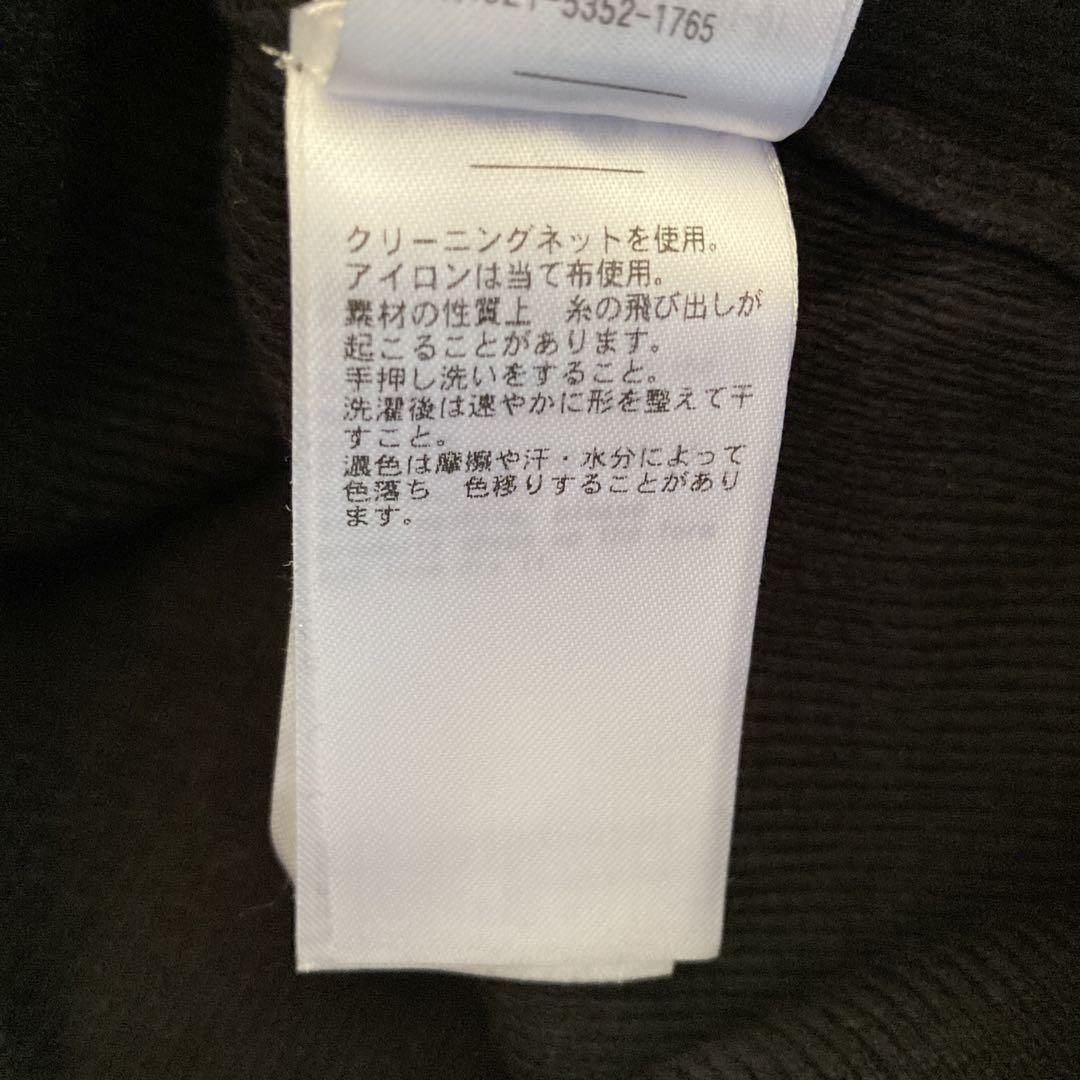 5352-1765
クリーニングネットを使用。
アイロンは当て布使用。
素材の性質上　糸の飛び出しが
起こることがあります。
手押し洗いをすること。
洗濯後は速やかに形を整えて干
すこと。
濃色は摩擦や汗・水分によって
色落ち　色移りすることがあり
ます。